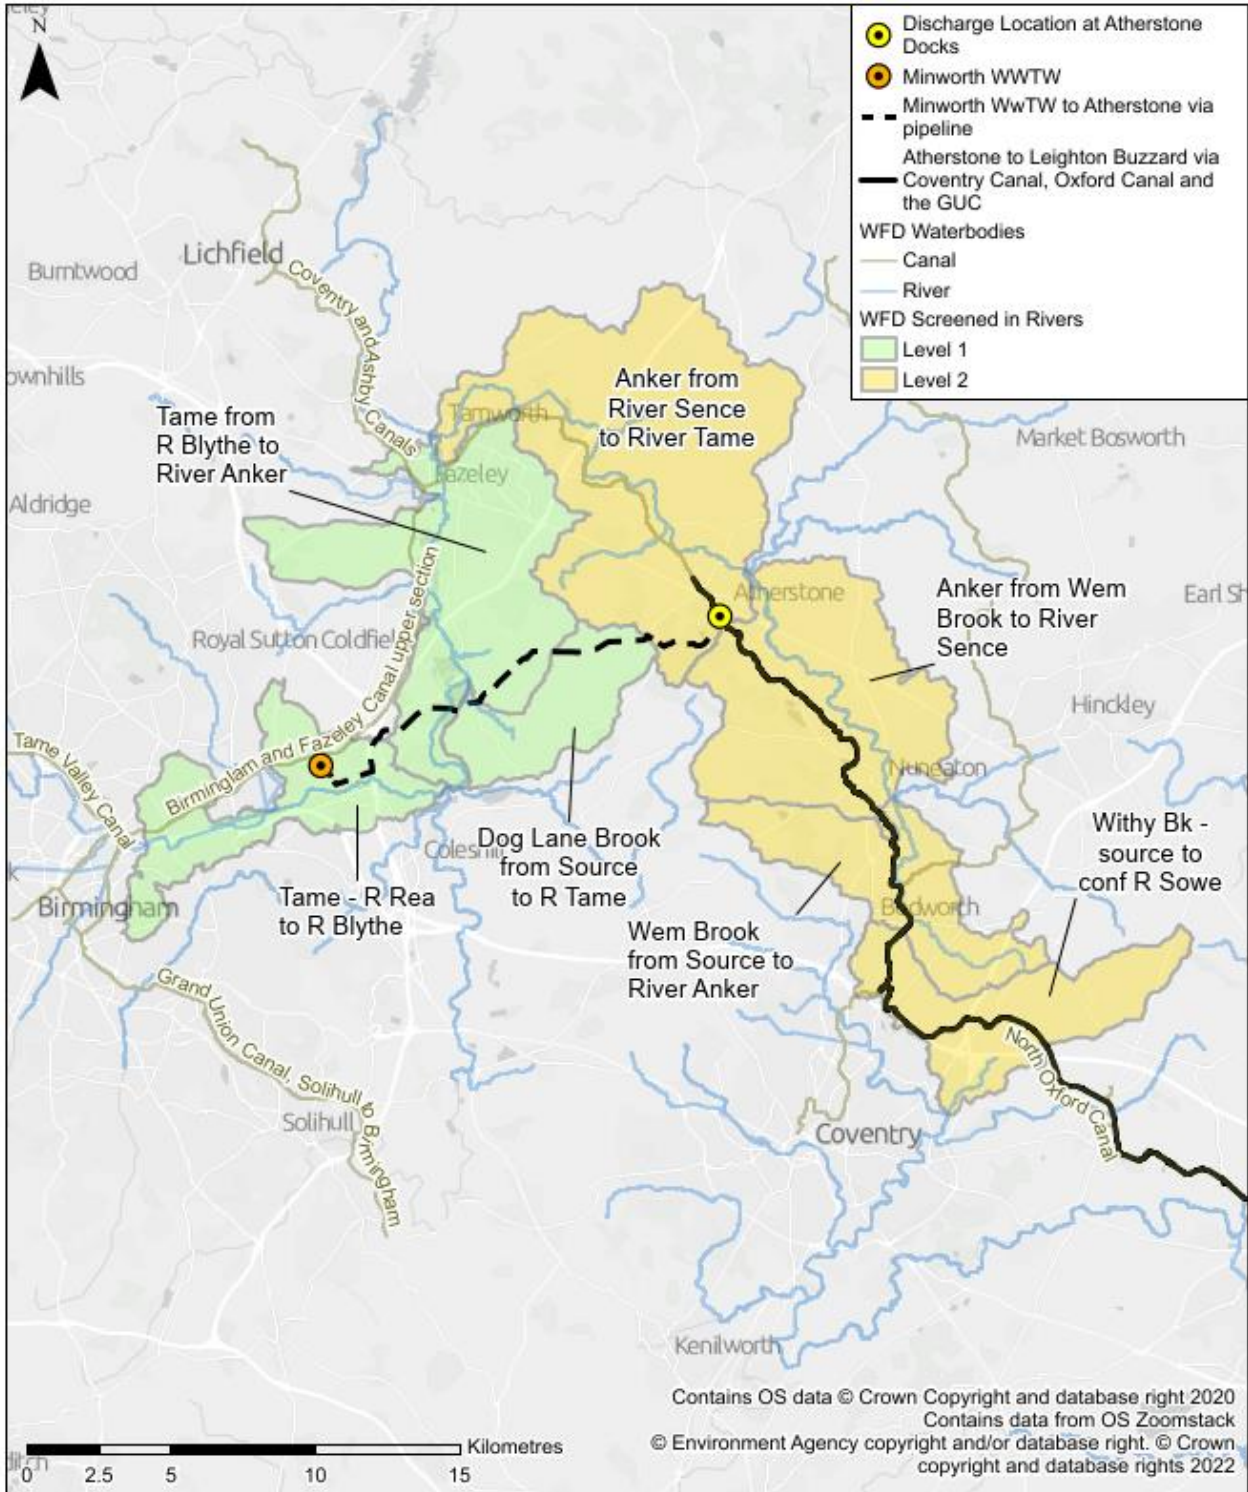 eley
N
Discharge Location at Atherstone
Docks
Minworth WWTW
Minworth WwTW to Atherstone via
pipeline
Atherstone to Leighton Buzzard via
Coventry Canal, Oxford Canal and
the GUC
WFD Waterbodies
Canal
River
WFD Screened in Rivers
Level 1
Level 2
Lichfield
Burntwood
Coventry and Ashby Canals
ownhills
Tame from
R Blythe to
River Anker
Tamworth
Anker from
River Sence
to River Tame
Market Bosworth
Fazeley
Aldridge
Atherstone
Anker from Wem
Brook to River
Sence
Earl Sh
Royal Sutton Coldfiel
Birmingham and Fazeley Canal upper section
Hinckley
Tame Valley Canal
Nuneaton
Withy Bk -
source to
conf R Sowe
Dog Lane Brook
from Source
to R Tame
Coleshill
Tame - R Rea
to R Blythe
k
Birmingham
Bedworth
Wem Brook
from Source to
River Anker
Grand Union Canal, Solihull to Birmingham
North Oxford Canal
Solihull
Coventry
Kenilworth
Contains OS data © Crown Copyright and database right 2020
Contains data from OS Zoomstack
© Environment Agency copyright and/or database right. © Crown
copyright and database rights 2022
Kilometres
ditch
0 2.5 5 10 15